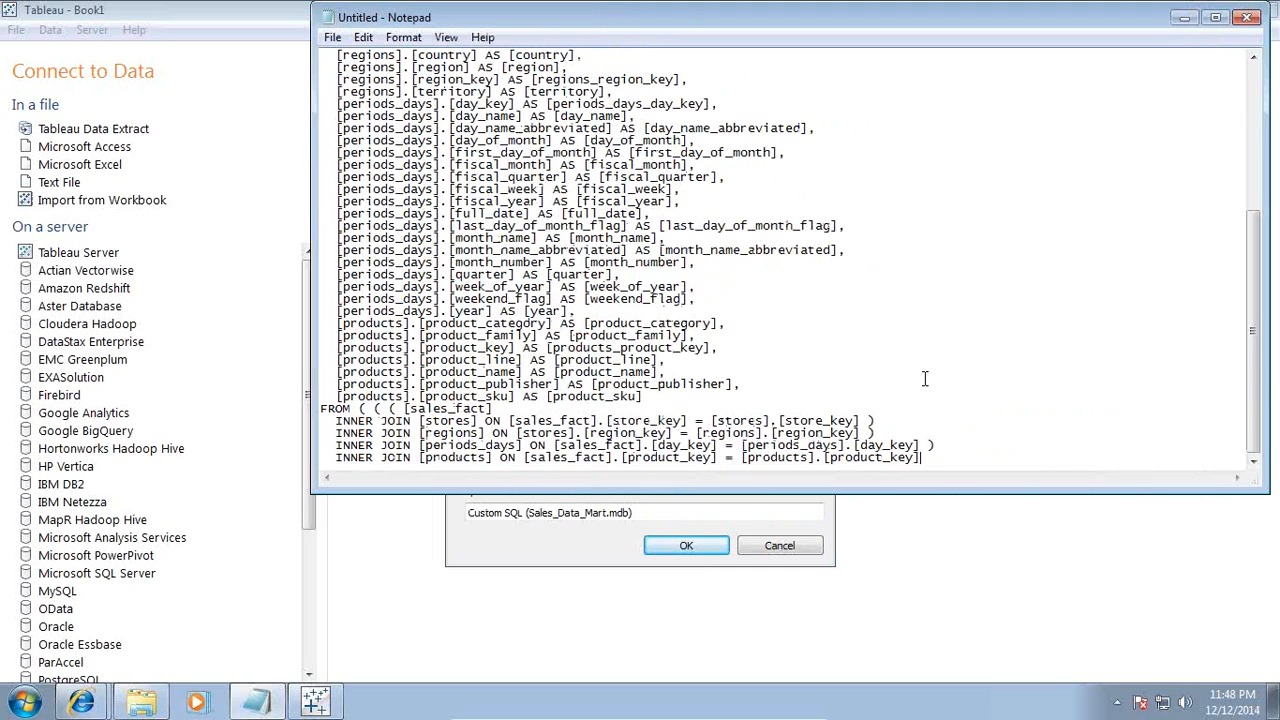 Tableau - Book1
File Data Server Help
Connect to Data
In a file
Tableau Data Extract
Microsoft Access
Microsoft Excel
Text File
Import from Workbook
On a server
Tableau Server
Actian Vectorwise
Amazon Redshift
Aster Database
Cloudera Hadoop
DataStax Enterprise
EMC Greenplum
EXASolution
Firebird
Google Analytics
Google BigQuery
Hortonworks Hadoop Hive
HP Vertica
IBM DB2
IBM Netezza
MapR Hadoop Hive
Microsoft Analysis Services
Microsoft PowerPivot
Microsoft SQL Server
MySQL
OData
Oracle
Oracle Essbase
ParAccel
PostgreSQL
Untitled - Notepad
File Edit Format View Help
[regions].[country] AS [country],
[regions].[region] AS [region],
[regions].[region_key] AS [regions_region_key],
[regions].[territory] AS [territory],
[periods_days].[day_key] AS [periods_days_day_key],
[periods_days].[day_name] AS [day_name],
[periods_days].[day_name_abbreviated] AS [day_name_abbreviated],
[periods_days].[day_of_month] AS [day_of_month],
[periods_days].[first_day_of_month] AS [first_day_of_month],
[periods_days].[fiscal_month] AS [fiscal_month],
[periods_days].[fiscal_quarter] AS [fiscal_quarter],
[periods_days].[fiscal_week] AS [fiscal_week],
[periods_days].[fiscal_year] AS [fiscal_year],
[periods_days].[full_date] AS [full_date],
[periods_days].[last_day_of_month_flag] AS [last_day_of_month_flag],
[periods_days].[month_name] AS [month_name],
[periods_days].[month_name_abbreviated] AS [month_name_abbreviated],
[periods_days].[month_number] AS [month_number],
[periods_days].[quarter] AS [quarter],
[periods_days].[week_of_year] AS [week_of_year],
[periods_days].[weekend_flag] AS [weekend_flag],
[periods_days].[year] AS [year],
[products].[product_category] AS [product_category],
[products].[product_family] AS [product_family],
[products].[product_key] AS [products_product_key],
[products].[product_line] AS [product_line],
[products].[product_name] AS [product_name],
[products].[product_publisher] AS [product_publisher],
[products].[product_sku] AS [product_sku]
FROM ( ( ( [sales_fact]
INNER JOIN [stores] ON [sales_fact].[store_key] = [stores].[store_key] )
INNER JOIN [regions] ON [stores].[region_key] = [regions].[region_key] )
INNER JOIN [periods_days] ON [sales_fact].[day_key] = [periods_days].[day_key] )
INNER JOIN [products] ON [sales_fact].[product_key] = [products].[product_key]
Custom SQL (Sales_Data_Mart.mdb)
OK Cancel
11:48 PM
12/12/2014